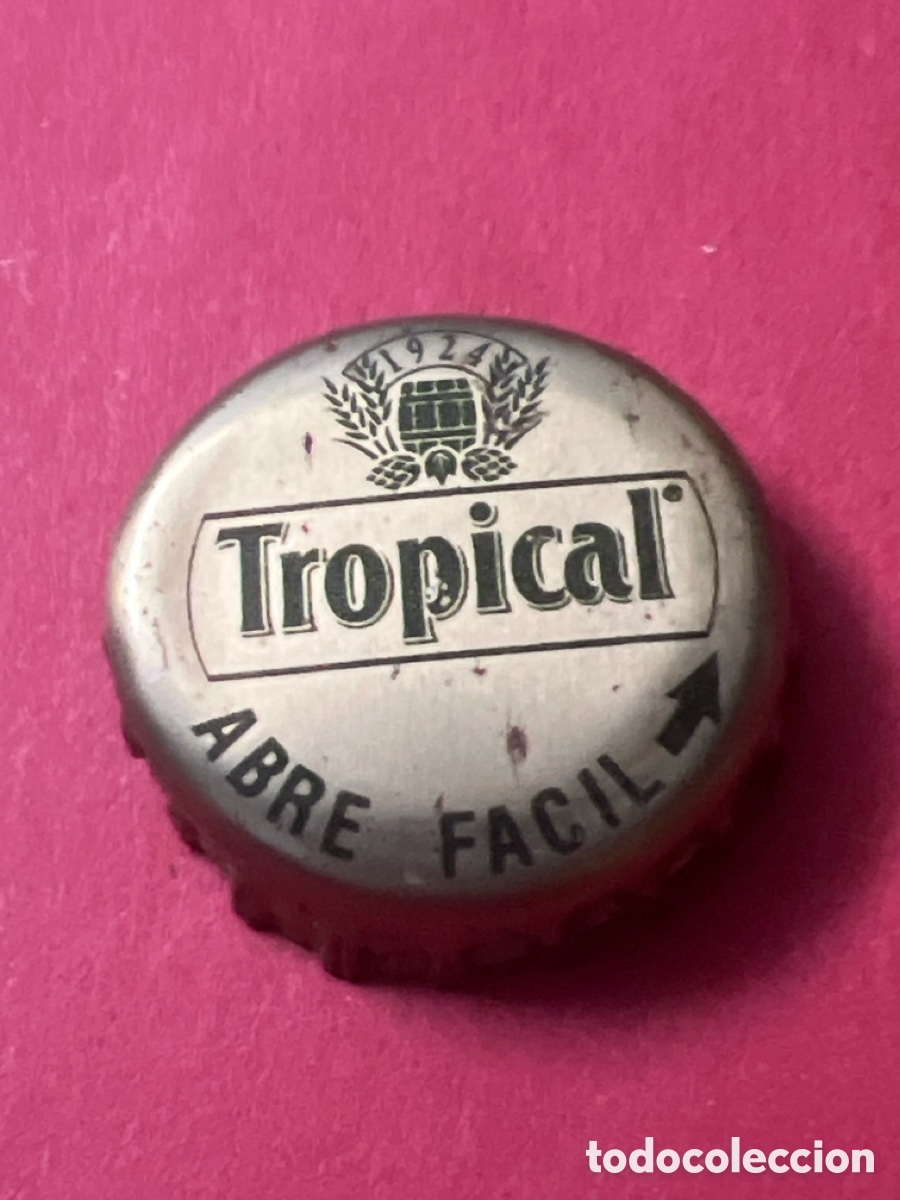 1924
Tropical
ABRE FACIL
todocoleccion